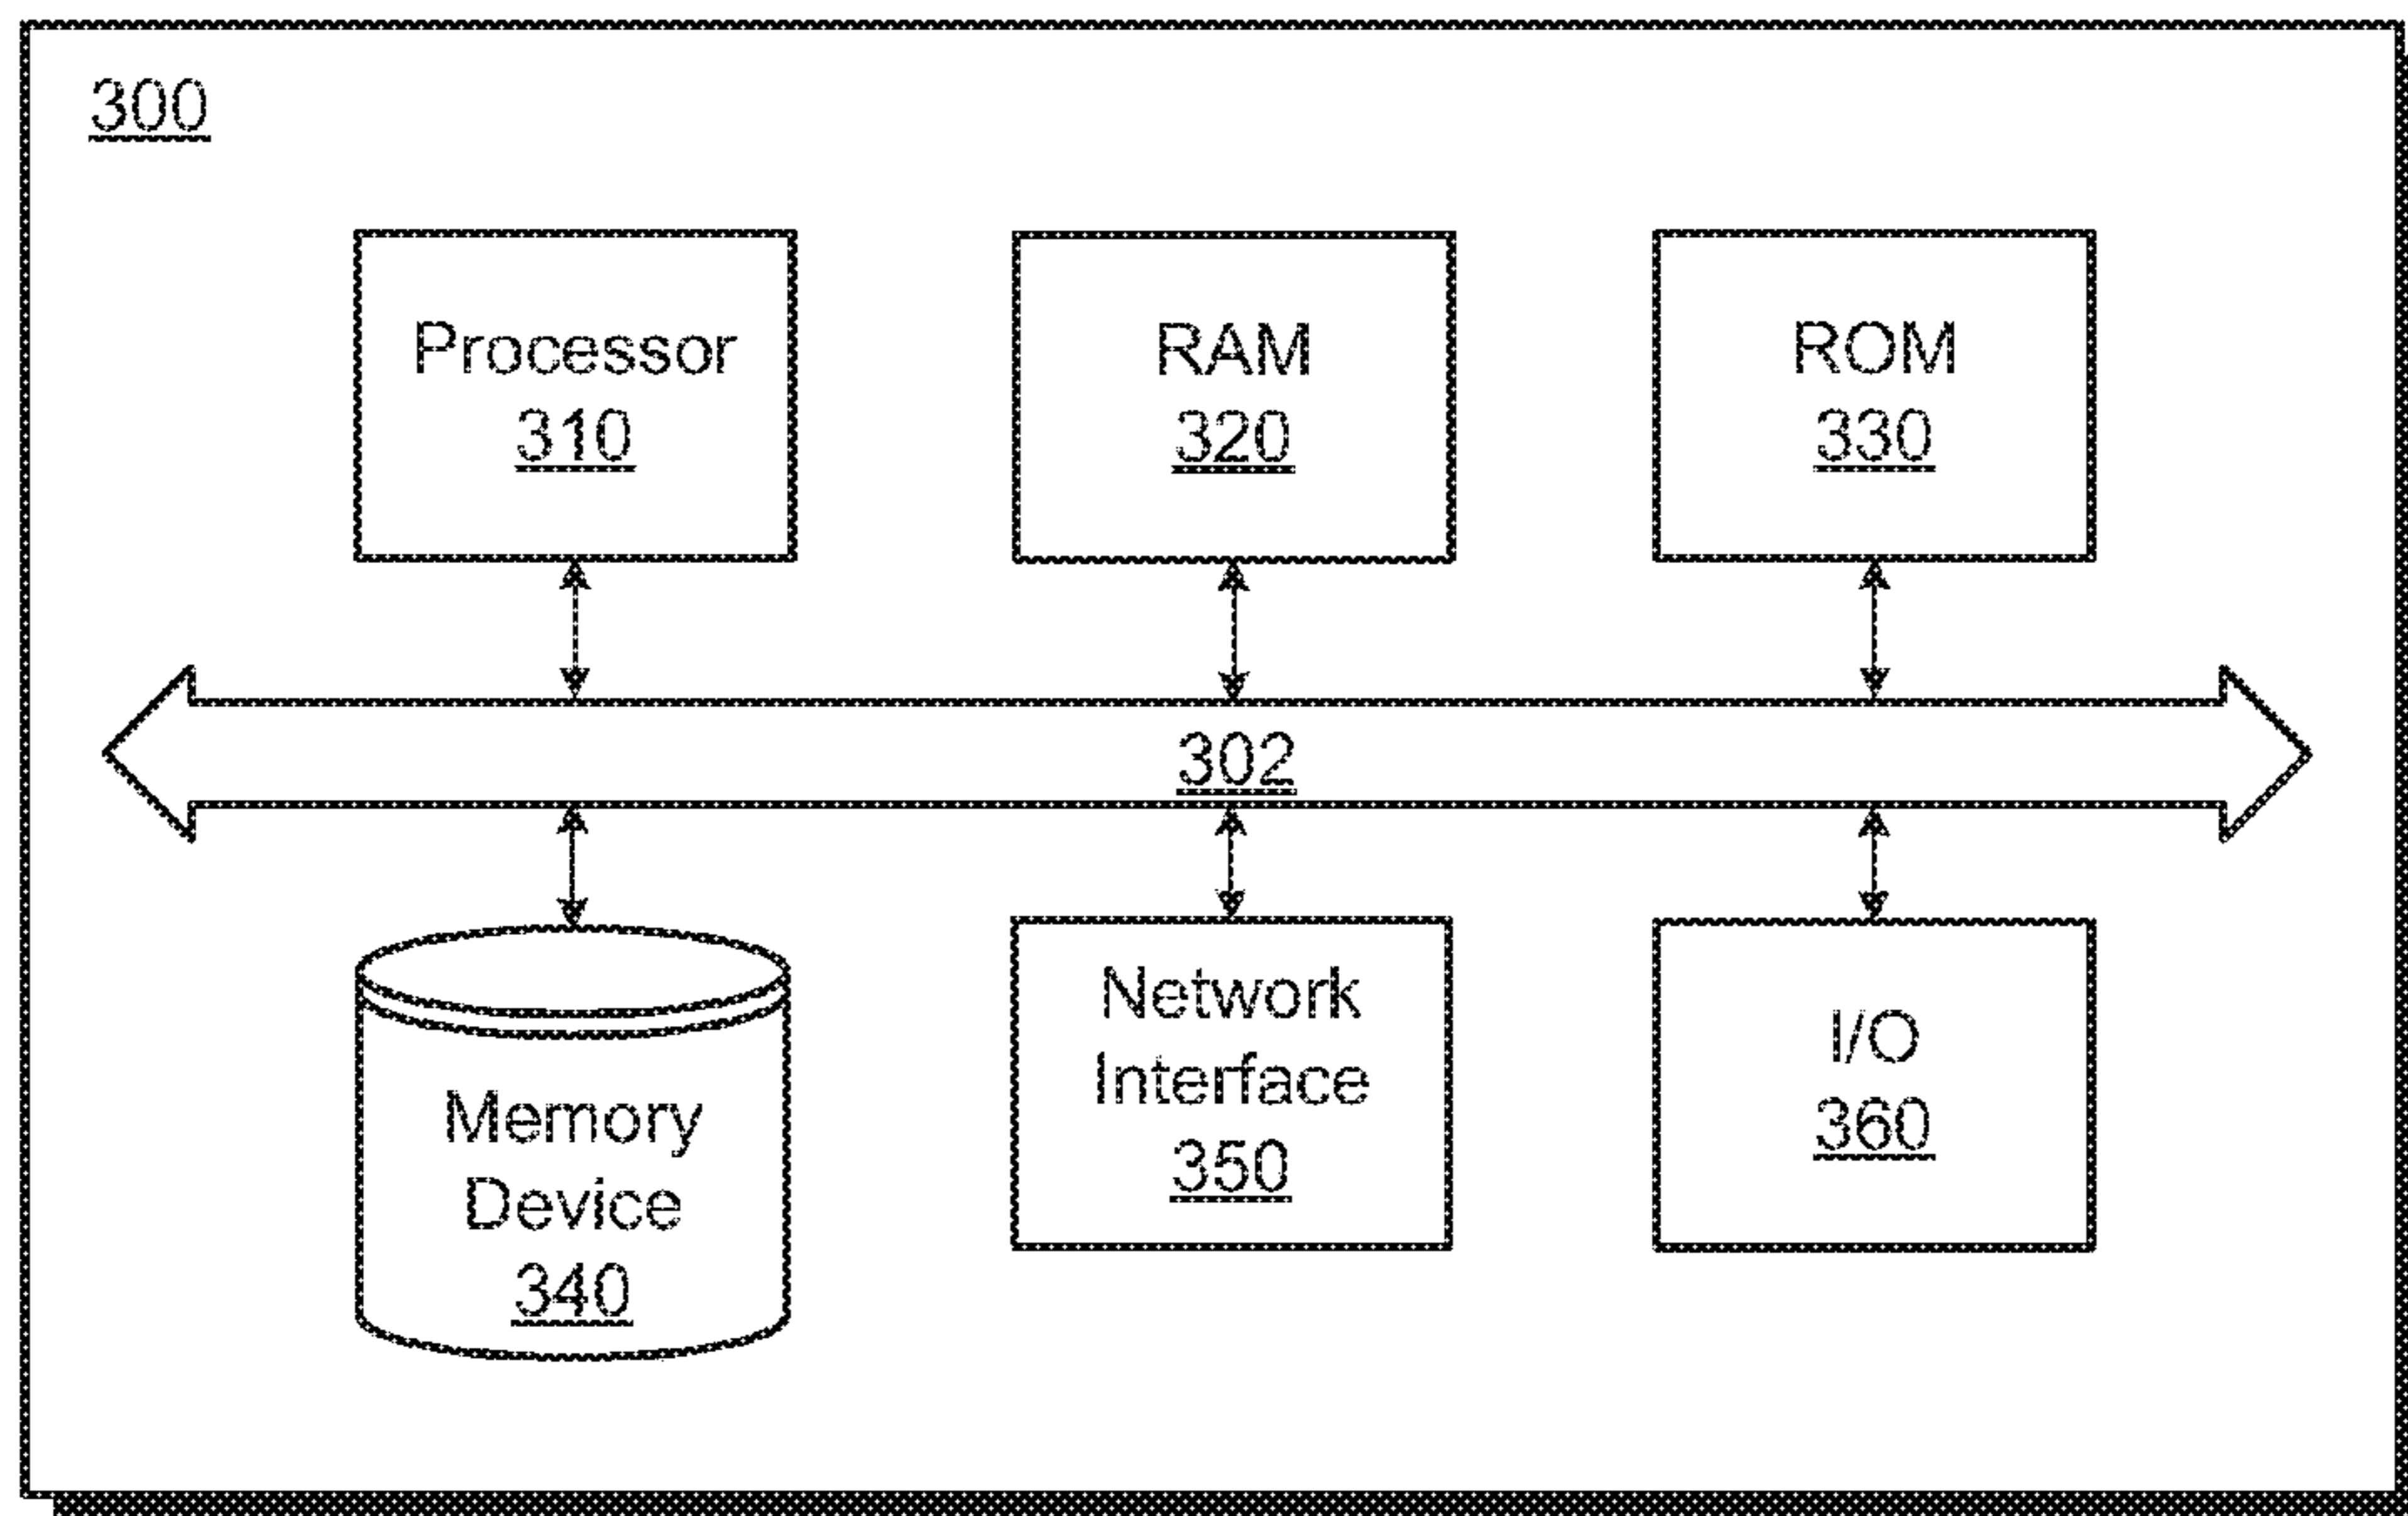 300
Processor
310
RAM
320
ROM
330
302
Memory
Device
340
Network
Interface
350
I/O
360